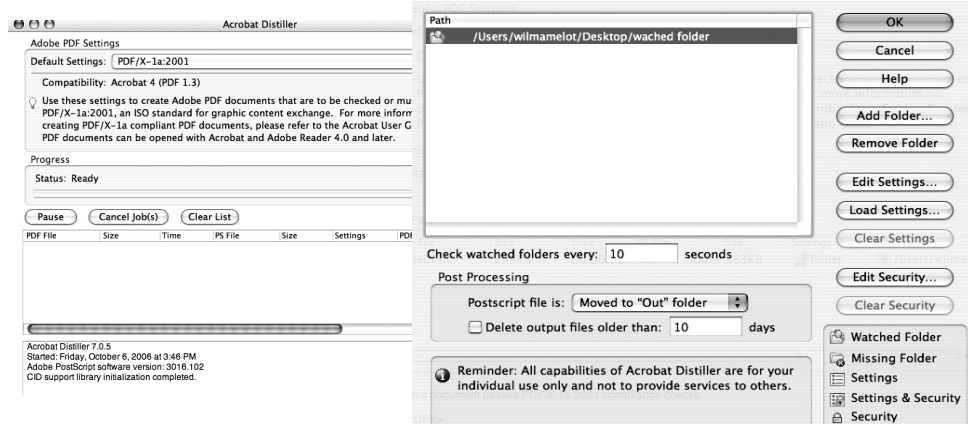 Acrobat Distiller
Adobe PDF Settings
Default Settings: PDF/X-1a:2001
Compatibility: Acrobat 4 (PDF 1.3)
Use these settings to create Adobe PDF documents that are to be checked or mu
PDF/X-1a:2001, an ISO standard for graphic content exchange. For more inform
creating PDF/X-1a compliant PDF documents, please refer to the Acrobat User G
PDF documents can be opened with Acrobat and Adobe Reader 4.0 and later.
Progress
Status: Ready
Pause Cancel Job(s) Clear List
PDF File Size Time PS File Size Settings PDF
Acrobat Distiller 7.0.5
Started: Friday, October 6, 2006 at 3:46 PM
Adobe PostScript software version: 3016.102
CID support library initialization completed.
Path
/Users/wilmamelot/Desktop/wached folder
OK
Cancel
Help
Add Folder...
Remove Folder
Edit Settings...
Load Settings...
Clear Settings
Edit Security...
Clear Security
Check watched folders every: 10 seconds
Post Processing
Postscript file is: Moved to “Out” folder
Delete output files older than: 10 days
Reminder: All capabilities of Acrobat Distiller are for your
individual use only and not to provide services to others.
Watched Folder
Missing Folder
Settings
Settings & Security
Security